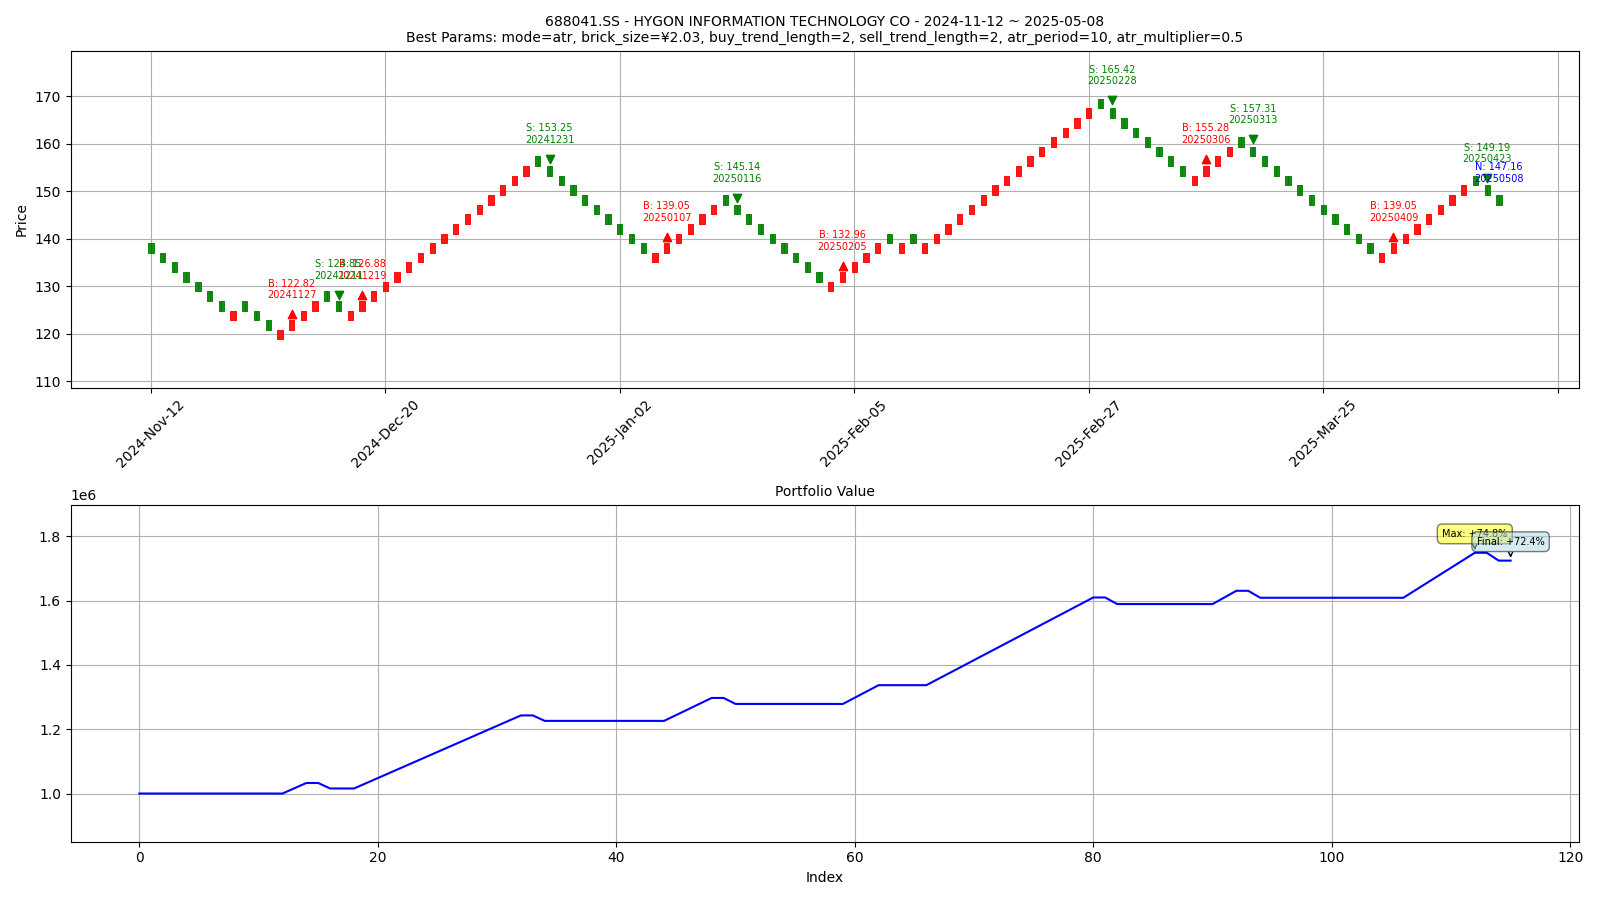 688041.SS - HYGON INFORMATION TECHNOLOGY CO - 2024-11-12 ~ 2025-05-08
Best Params: mode=atr, brick_size=¥2.03, buy_trend_length=2, sell_trend_length=2, atr_period=10, atr_multiplier=0.5
Price
170
160
150
140
130
120
110
B: 122.82
20241127
S:
B: 126.88
20241219
S: 153.25
20241231
B: 139.05
20250107
S: 145.14
20250116
B: 132.96
20250205
S: 165.42
20250228
B: 155.28
20250306
S: 157.31
20250313
B: 139.05
20250409
S: 149.19
20250423
N: 147.16
20250508
2024-Nov-12
2024-Dec-20
2025-Jan-02
2025-Feb-05
2025-Feb-27
2025-Mar-25
Portfolio Value
1e6
1.8
1.6
1.4
1.2
1.0
Max: +74.8%
Final: +72.4%
0
20
40
60
80
100
120
Index